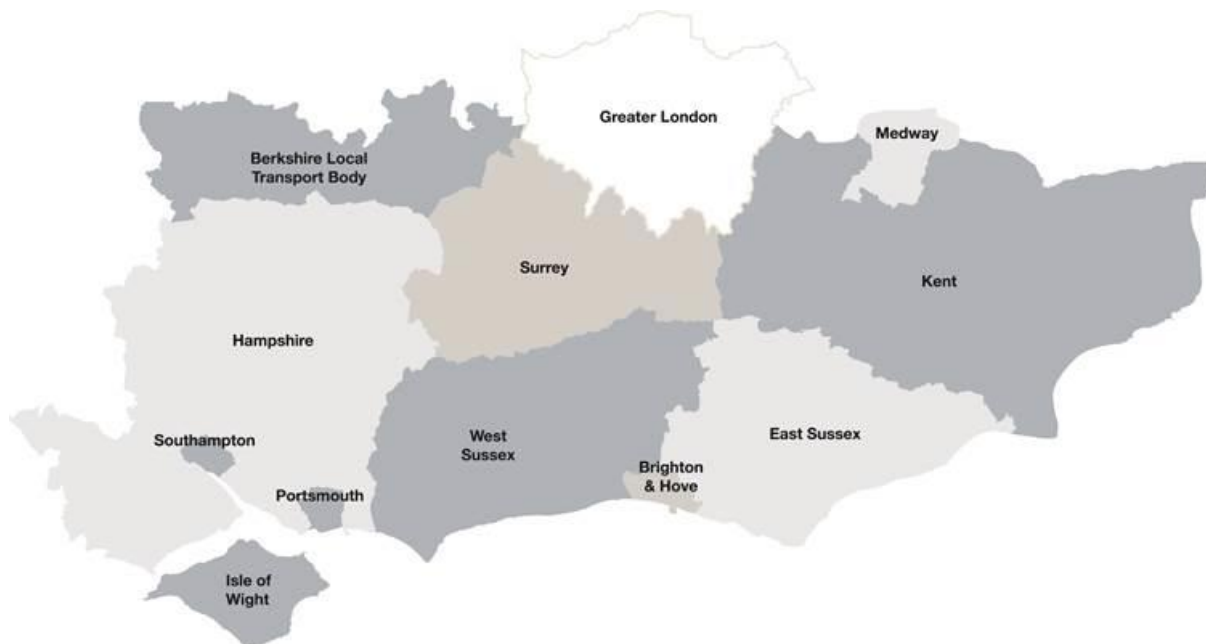 Greater London
Medway
Berkshire Local
Transport Body
Surrey
Kent
Hampshire
Southampton
West
Sussex
East Sussex
Brighton
& Hove
Portsmouth
Isle of
Wight